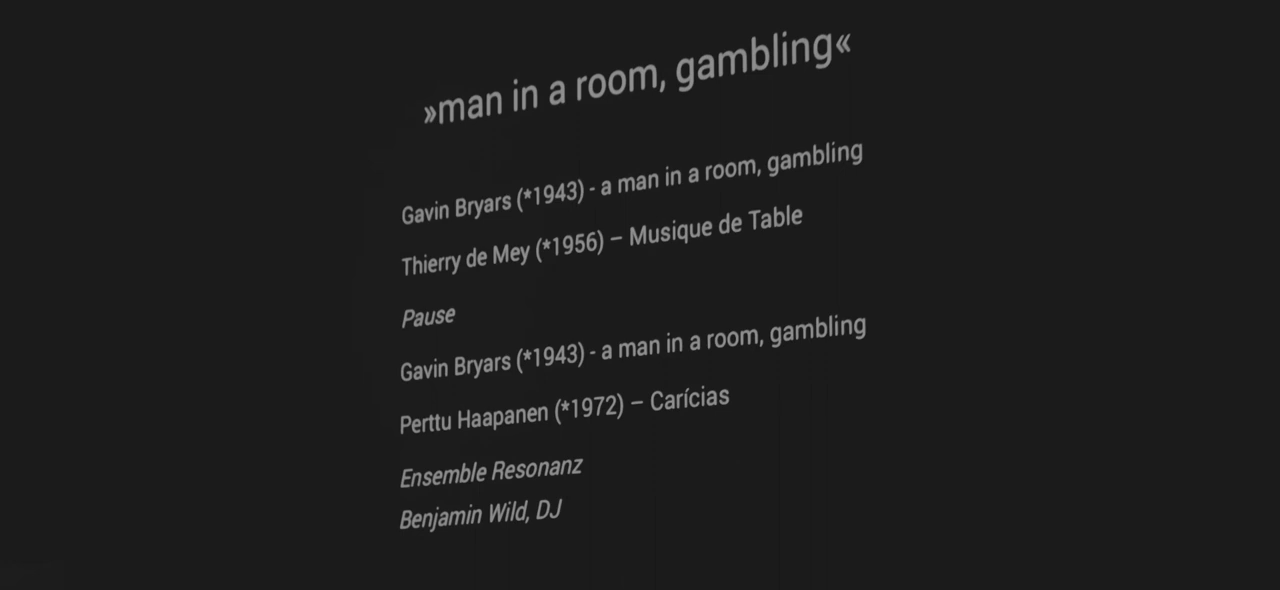 »man in a room, gambling«
Gavin Bryars (*1943) - a man in a room, gambling
Thierry de Mey (*1956) – Musique de Table
Pause
Gavin Bryars (*1943) - a man in a room, gambling
Perttu Haapanen (*1972) – Carícias
Ensemble Resonanz
Benjamin Wild, DJ